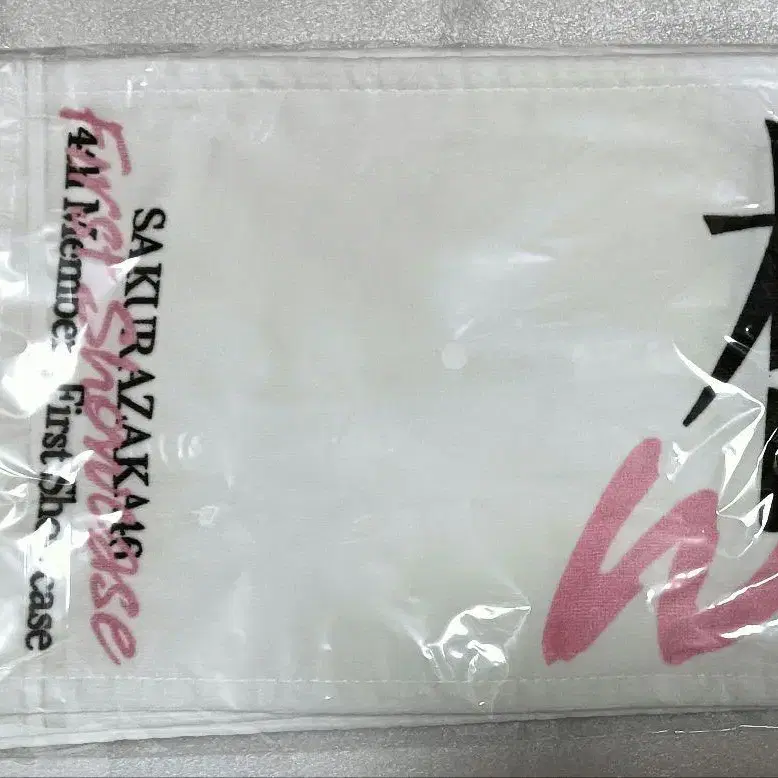 SAKURAZAKA46
First Showcase
4th Member First Showcase